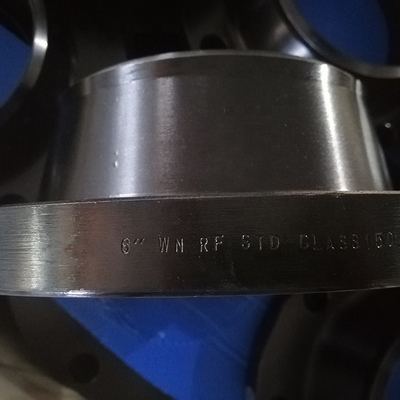 6" WN RF STD CLASS150